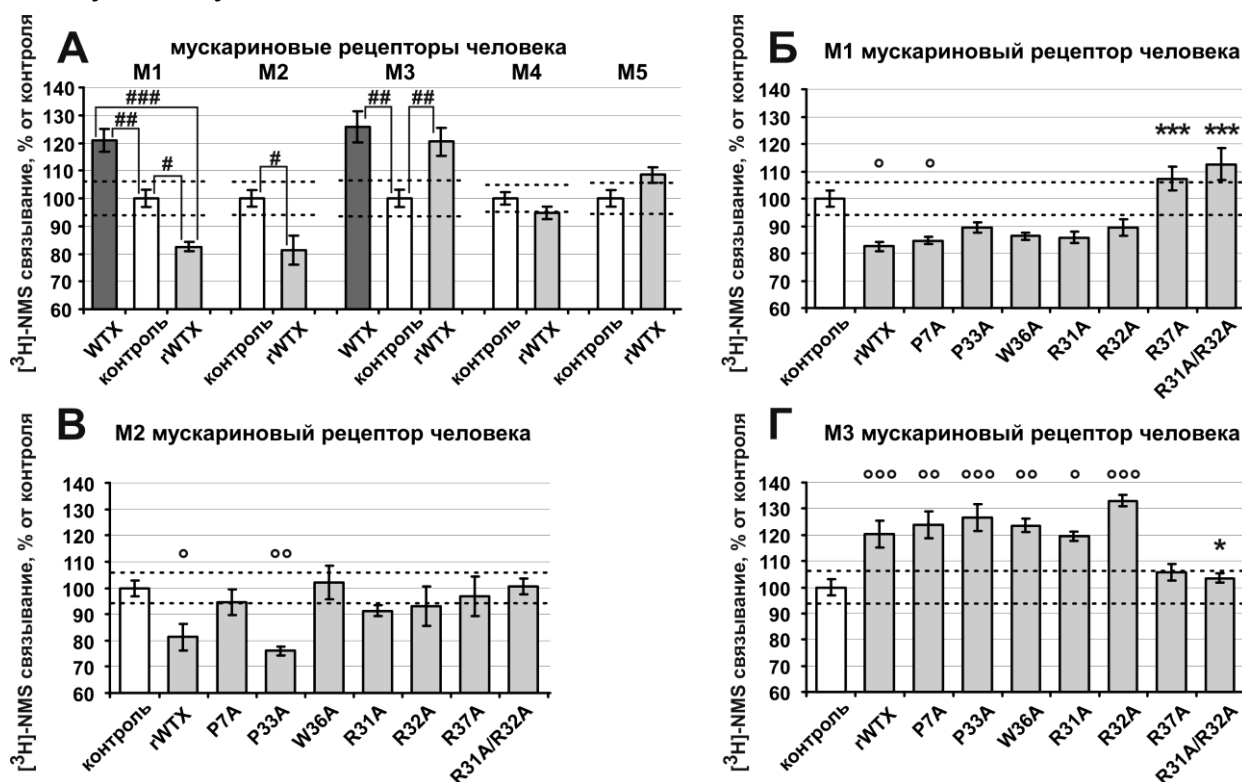 А
мускариновые рецепторы человека
M1 M2 M3 M4 M5
[³H]-NMS связывание, % от контроля
140
130
120
110
100
90
80
70
60
### ## # # ## ##
WTX контроль rWTX контроль rWTX WTX контроль rWTX контроль rWTX контроль rWTX
Б
М1 мускариновый рецептор человека
[³H]-NMS связывание, % от контроля
140
130
120
110
100
90
80
70
60
° ° *** ***
контроль rWTX P7A P33A W36A R31A R32A R37A R31A/R32A
В
М2 мускариновый рецептор человека
[³H]-NMS связывание, % от контроля
140
130
120
110
100
90
80
70
60
° °°
контроль rWTX P7A P33A W36A R31A R32A R37A R31A/R32A
Г
М3 мускариновый рецептор человека
[³H]-NMS связывание, % от контроля
140
130
120
110
100
90
80
70
60
°°° °° °°° °° ° °°° *
контроль rWTX P7A P33A W36A R31A R32A R37A R31A/R32A